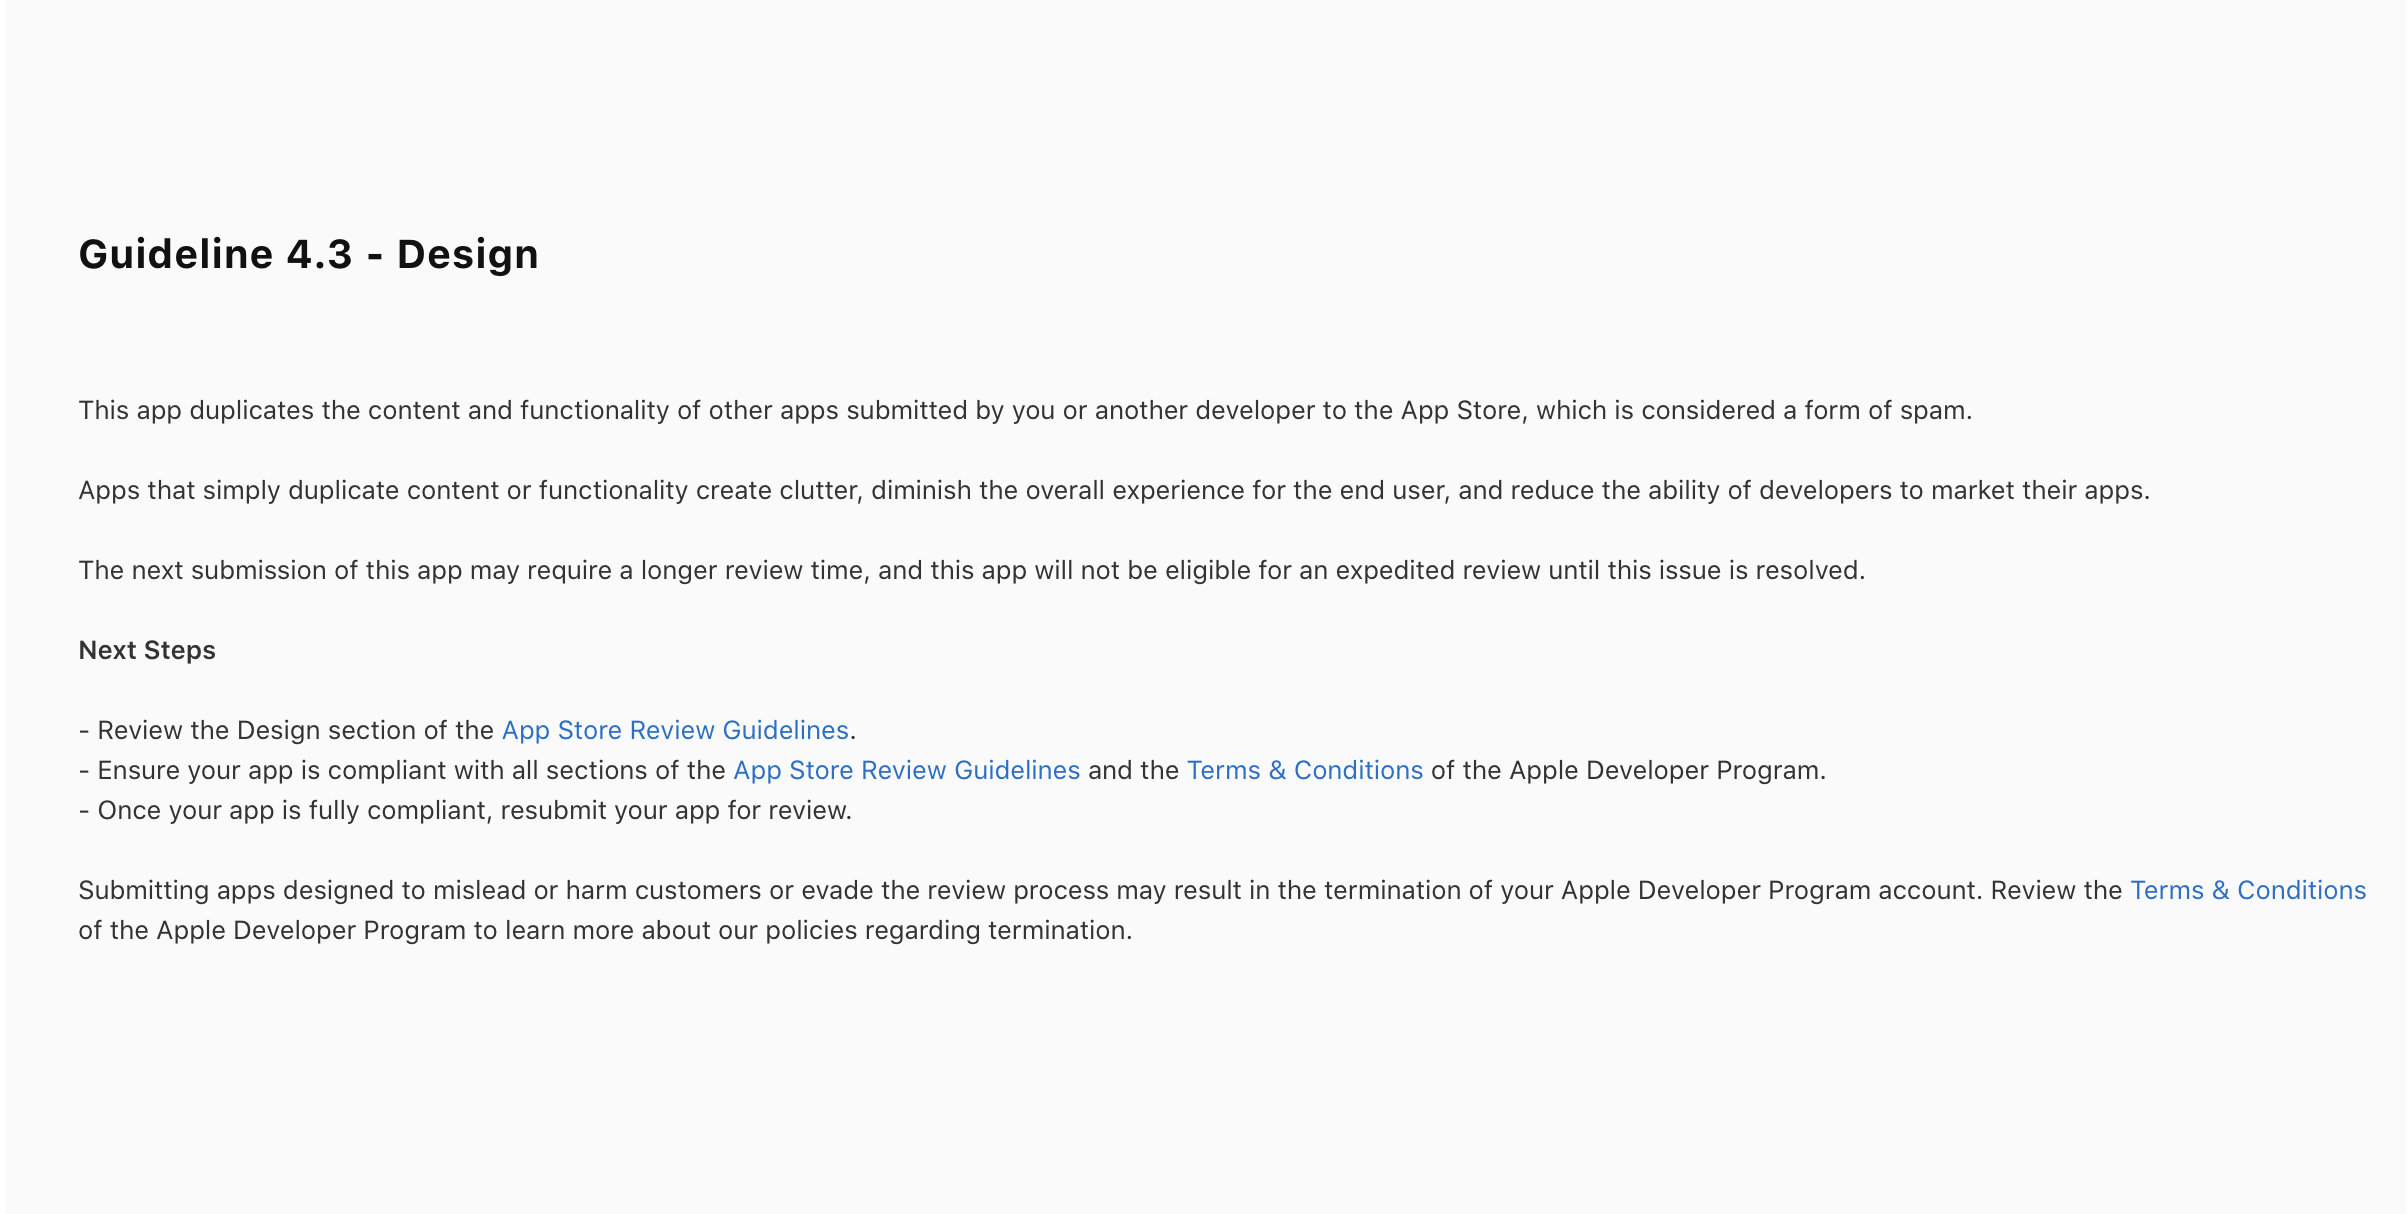 Guideline 4.3 - Design
This app duplicates the content and functionality of other apps submitted by you or another developer to the App Store, which is considered a form of spam.
Apps that simply duplicate content or functionality create clutter, diminish the overall experience for the end user, and reduce the ability of developers to market their apps.
The next submission of this app may require a longer review time, and this app will not be eligible for an expedited review until this issue is resolved.
Next Steps
- Review the Design section of the App Store Review Guidelines.
- Ensure your app is compliant with all sections of the App Store Review Guidelines and the Terms & Conditions of the Apple Developer Program.
- Once your app is fully compliant, resubmit your app for review.
Submitting apps designed to mislead or harm customers or evade the review process may result in the termination of your Apple Developer Program account. Review the Terms & Conditions
of the Apple Developer Program to learn more about our policies regarding termination.